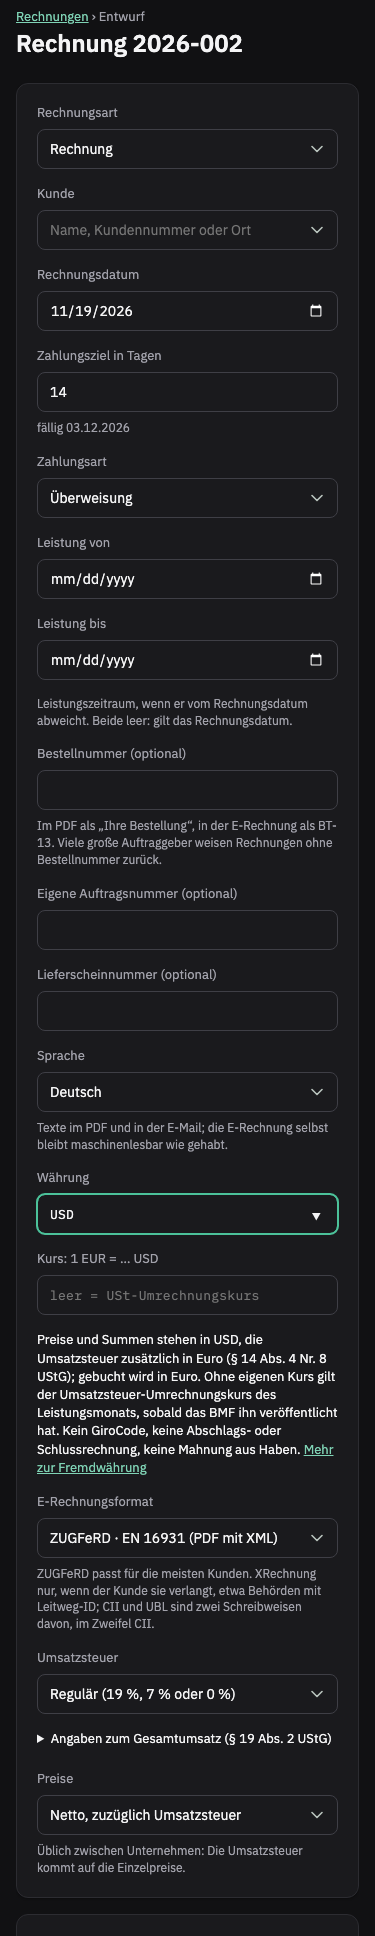 Rechnungen › Entwurf
Rechnung 2026-002
Rechnungsart
Rechnung
Kunde
Name, Kundennummer oder Ort
Rechnungsdatum
11/19/2026
Zahlungsziel in Tagen
14
fällig 03.12.2026
Zahlungsart
Überweisung
Leistung von
mm/dd/yyyy
Leistung bis
mm/dd/yyyy
Leistungszeitraum, wenn er vom Rechnungsdatum
abweicht. Beide leer: gilt das Rechnungsdatum.
Bestellnummer (optional)
Im PDF als „Ihre Bestellung“, in der E-Rechnung als BT-
13. Viele große Auftraggeber weisen Rechnungen ohne
Bestellnummer zurück.
Eigene Auftragsnummer (optional)
Lieferscheinnummer (optional)
Sprache
Deutsch
Texte im PDF und in der E-Mail; die E-Rechnung selbst
bleibt maschinenlesbar wie gehabt.
Währung
USD
Kurs: 1 EUR = … USD
leer = USt-Umrechnungskurs
Preise und Summen stehen in USD, die
Umsatzsteuer zusätzlich in Euro (§ 14 Abs. 4 Nr. 8
UStG); gebucht wird in Euro. Ohne eigenen Kurs gilt
der Umsatzsteuer-Umrechnungskurs des
Leistungsmonats, sobald das BMF ihn veröffentlicht
hat. Kein GiroCode, keine Abschlags- oder
Schlussrechnung, keine Mahnung aus Haben. Mehr
zur Fremdwährung
E-Rechnungsformat
ZUGFeRD · EN 16931 (PDF mit XML)
ZUGFeRD passt für die meisten Kunden. XRechnung
nur, wenn der Kunde sie verlangt, etwa Behörden mit
Leitweg-ID; CII und UBL sind zwei Schreibweisen
davon, im Zweifel CII.
Umsatzsteuer
Regulär (19 %, 7 % oder 0 %)
Angaben zum Gesamtumsatz (§ 19 Abs. 2 UStG)
Preise
Netto, zuzüglich Umsatzsteuer
Üblich zwischen Unternehmen: Die Umsatzsteuer
kommt auf die Einzelpreise.